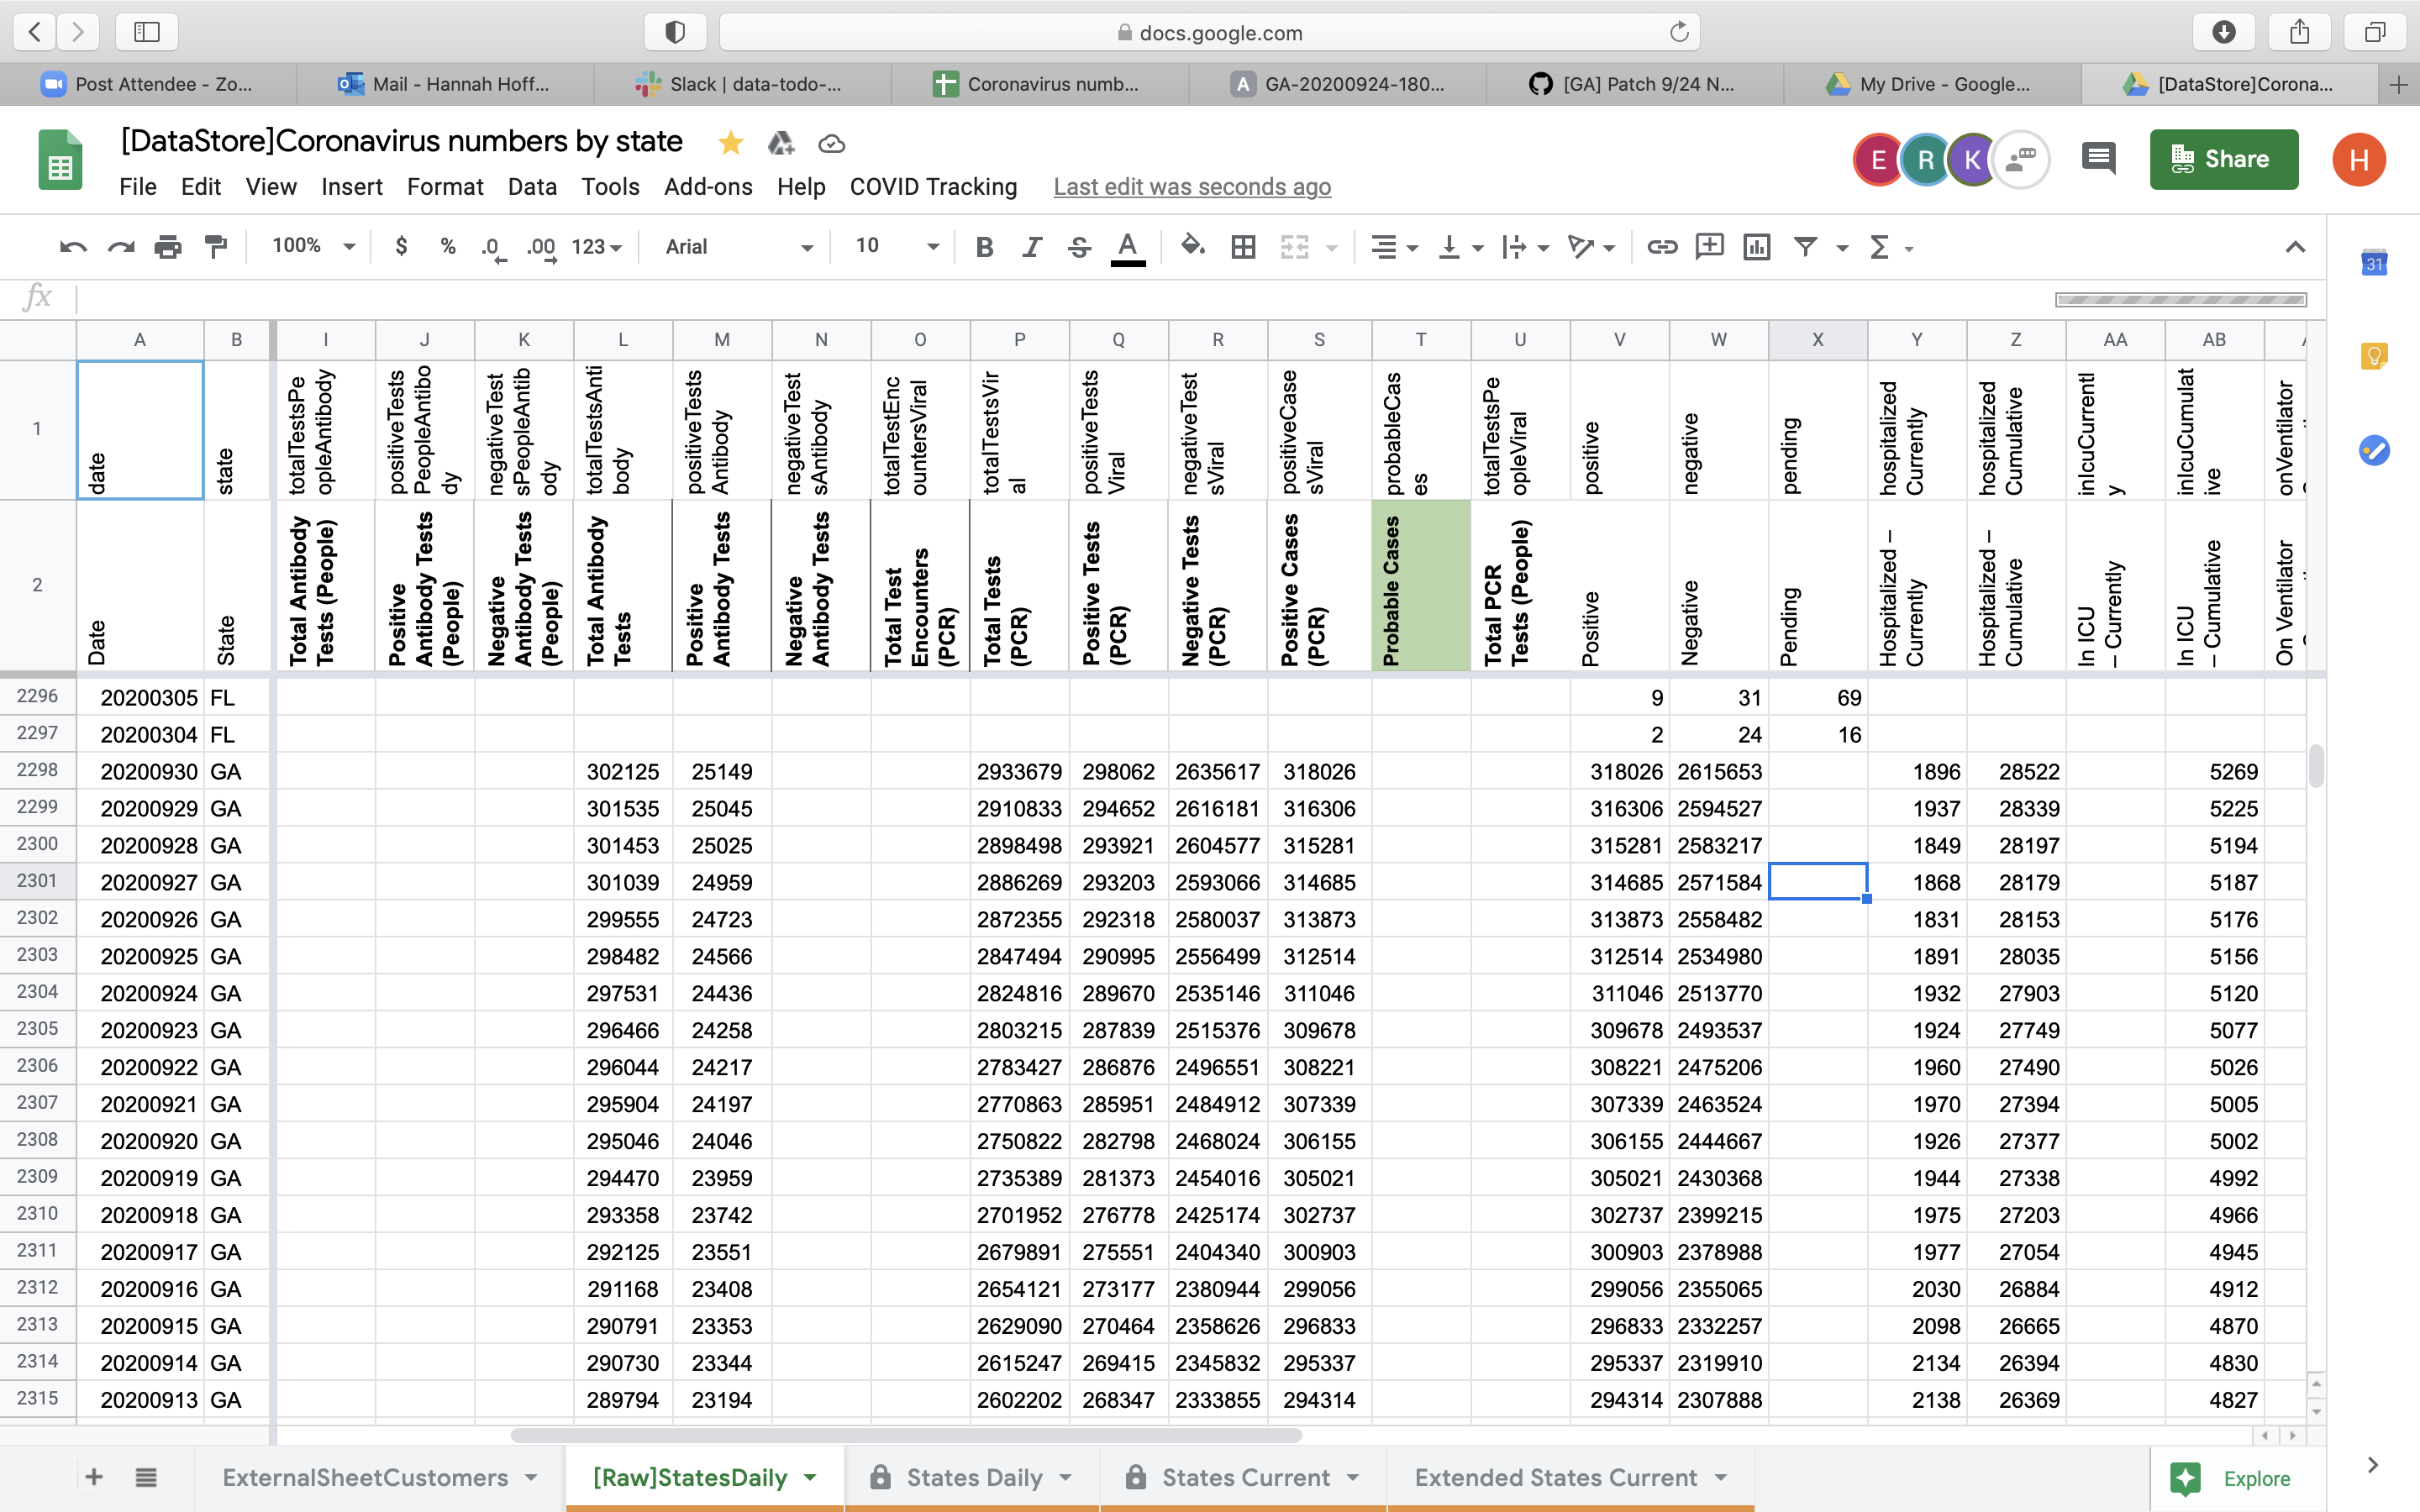 docs.google.com
Post Attendee - Zo...
Mail - Hannah Hoff...
Slack | data-todo-...
Coronavirus numb...
A GA-20200924-180...
[GA] Patch 9/24 N...
My Drive - Google...
[DataStore]Corona...
[DataStore]Coronavirus numbers by state
File Edit View Insert Format Data Tools Add-ons Help COVID Tracking Last edit was seconds ago
E R K Share H
100% $ % .0 .00 123 Arial 10 B I S A Σ 31
fx
A B I J K L M N O P Q R S T U V W X Y Z AA AB
1 date state totalTestsPeopleAntibody positiveTestsPeopleAntibody negativeTestsPeopleAntibody totalTestsAntibody positiveTestsAntibody negativeTestsAntibody totalTestEncountersViral totalTestsViral positiveTestsViral negativeTestsViral positiveCasesViral probableCases totalTestsPeopleViral positive negative pending hospitalizedCurrently hospitalizedCumulative inIcuCurrently inIcuCumulative onVentilator
2 Date State Total Antibody Tests (People) Positive Antibody Tests (People) Negative Antibody Tests (People) Total Antibody Tests Positive Antibody Tests Negative Antibody Tests Total Test Encounters (PCR) Total Tests (PCR) Positive Tests (PCR) Negative Tests (PCR) Positive Cases (PCR) Probable Cases Total PCR Tests (People) Positive Negative Pending Hospitalized – Currently Hospitalized – Cumulative In ICU – Currently In ICU – Cumulative On Ventilator
2296 20200305 FL 9 31 69
2297 20200304 FL 2 24 16
2298 20200930 GA 302125 25149 2933679 298062 2635617 318026 318026 2615653 1896 28522 5269
2299 20200929 GA 301535 25045 2910833 294652 2616181 316306 316306 2594527 1937 28339 5225
2300 20200928 GA 301453 25025 2898498 293921 2604577 315281 315281 2583217 1849 28197 5194
2301 20200927 GA 301039 24959 2886269 293203 2593066 314685 314685 2571584 1868 28179 5187
2302 20200926 GA 299555 24723 2872355 292318 2580037 313873 313873 2558482 1831 28153 5176
2303 20200925 GA 298482 24566 2847494 290995 2556499 312514 312514 2534980 1891 28035 5156
2304 20200924 GA 297531 24436 2824816 289670 2535146 311046 311046 2513770 1932 27903 5120
2305 20200923 GA 296466 24258 2803215 287839 2515376 309678 309678 2493537 1924 27749 5077
2306 20200922 GA 296044 24217 2783427 286876 2496551 308221 308221 2475206 1960 27490 5026
2307 20200921 GA 295904 24197 2770863 285951 2484912 307339 307339 2463524 1970 27394 5005
2308 20200920 GA 295046 24046 2750822 282798 2468024 306155 306155 2444667 1926 27377 5002
2309 20200919 GA 294470 23959 2735389 281373 2454016 305021 305021 2430368 1944 27338 4992
2310 20200918 GA 293358 23742 2701952 276778 2425174 302737 302737 2399215 1975 27203 4966
2311 20200917 GA 292125 23551 2679891 275551 2404340 300903 300903 2378988 1977 27054 4945
2312 20200916 GA 291168 23408 2654121 273177 2380944 299056 299056 2355065 2030 26884 4912
2313 20200915 GA 290791 23353 2629090 270464 2358626 296833 296833 2332257 2098 26665 4870
2314 20200914 GA 290730 23344 2615247 269415 2345832 295337 295337 2319910 2134 26394 4830
2315 20200913 GA 289794 23194 2602202 268347 2333855 294314 294314 2307888 2138 26369 4827
ExternalSheetCustomers [Raw]StatesDaily States Daily States Current Extended States Current Explore